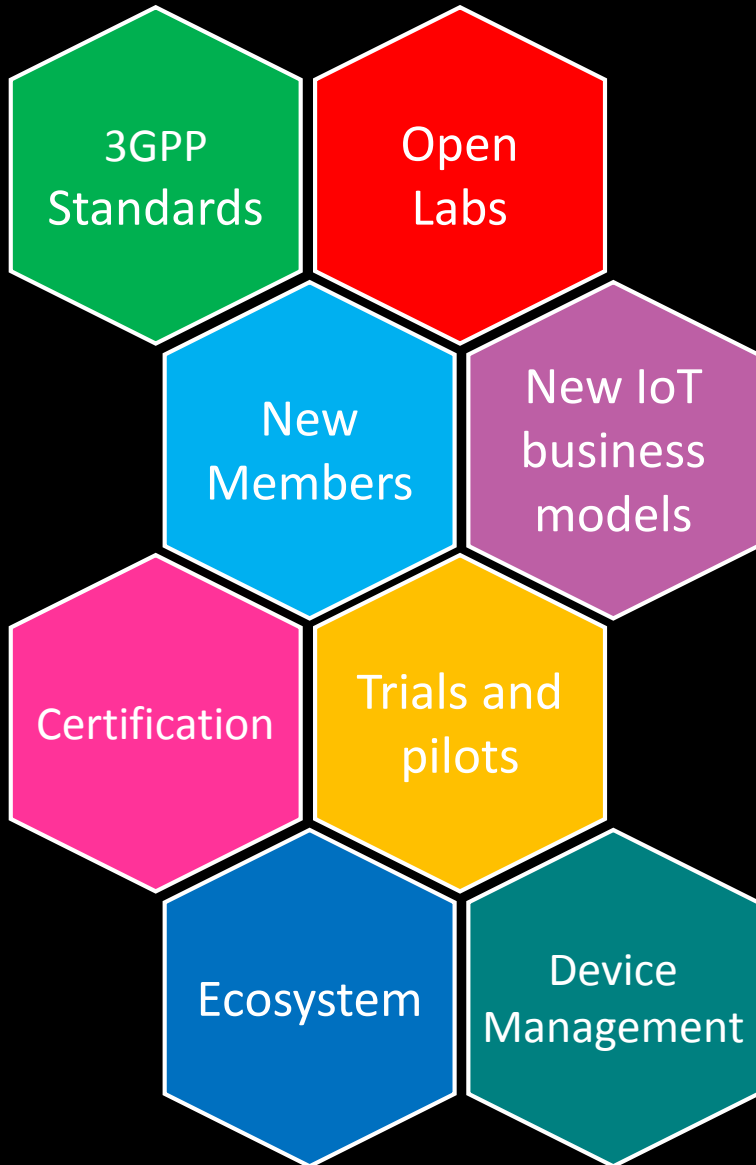 3GPP
Standards
Open
Labs
New
Members
New IoT
business
models
Certification
Trials and
pilots
Ecosystem
Device
Management